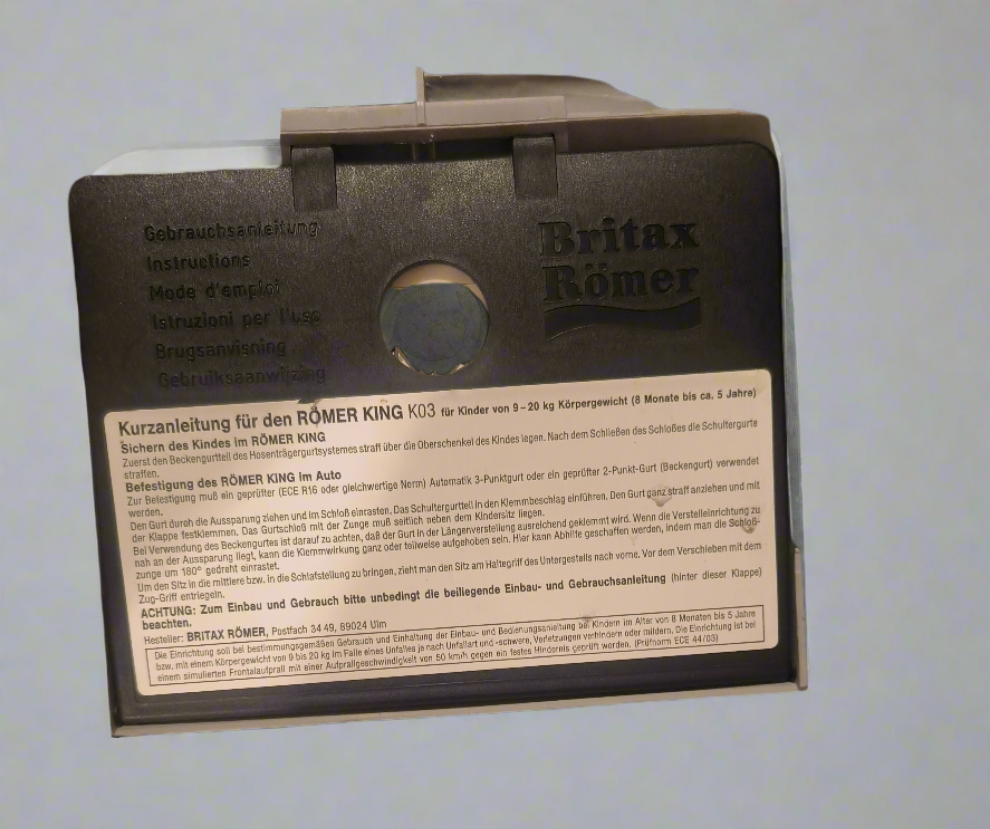 Gebrauchsanleitung
Instructions
Mode d'emploi
Istruzioni per l'uso
Brugsanvisning
Gebruiksaanwijzing
Britax
Römer
Kurzanleitung für den RÖMER KING K03 für Kinder von 9–20 kg Körpergewicht (8 Monate bis ca. 5 Jahre)
Sichern des Kindes im RÖMER KING
Zuerst den Beckengurtteil des Hosenträgergurtsystemes straff über die Oberschenkel des Kindes legen. Nach dem Schließen des Schloßes die Schultergurte
straffen.
Befestigung des RÖMER KING im Auto
Zur Befestigung muß ein geprüfter (ECE R16 oder gleichwertige Norm) Automatik 3-Punktgurt oder ein geprüfter 2-Punkt-Gurt (Beckengurt) verwendet
werden.
Den Gurt durch die Aussparung ziehen und im Schloß einrasten. Das Schultergurtteil in den Klemmbeschlag einführen. Den Gurt ganz straff anziehen und mit
der Klappe festklemmen. Das Gurtschloß mit der Zunge muß seitlich neben dem Kindersitz liegen.
Bei Verwendung des Beckengurtes ist darauf zu achten, daß der Gurt in der Längenverstellung ausreichend geklemmt wird. Wenn die Verstelleinrichtung zu
nah an der Aussparung liegt, kann die Klemmwirkung ganz oder teilweise aufgehoben sein. Hier kann Abhilfe geschaffen werden, indem man die Schloß-
zunge um 180° gedreht einrastet.
Um den Sitz in die mittlere bzw. in die Schlafstellung zu bringen, zieht man den Sitz am Haltegriff des Untergestells nach vorne. Vor dem Verschieben mit dem
Zug-Griff entriegeln.
ACHTUNG: Zum Einbau und Gebrauch bitte unbedingt die beiliegende Einbau- und Gebrauchsanleitung (hinter dieser Klappe)
beachten.
Hesteller: BRITAX RÖMER, Postfach 34 49, 89024 Ulm
Die Einrichtung soll bei bestimmungsgemäßen Gebrauch und Einhaltung der Einbau- und Bedienungsanleitung bei Kindern im Alter von 8 Monaten bis 5 Jahre
bzw. mit einem Körpergewicht von 9 bis 20 kg im Falle eines Unfalles je nach Unfallart und -schwere, Verletzungen verhindern oder mildern. Die Einrichtung ist bei
einem simulierten Frontalaufprall mit einer Aufprallgeschwindigkeit von 50 km/h gegen ein festes Hindernis geprüft worden. (Prüfnorm ECE 44/03)